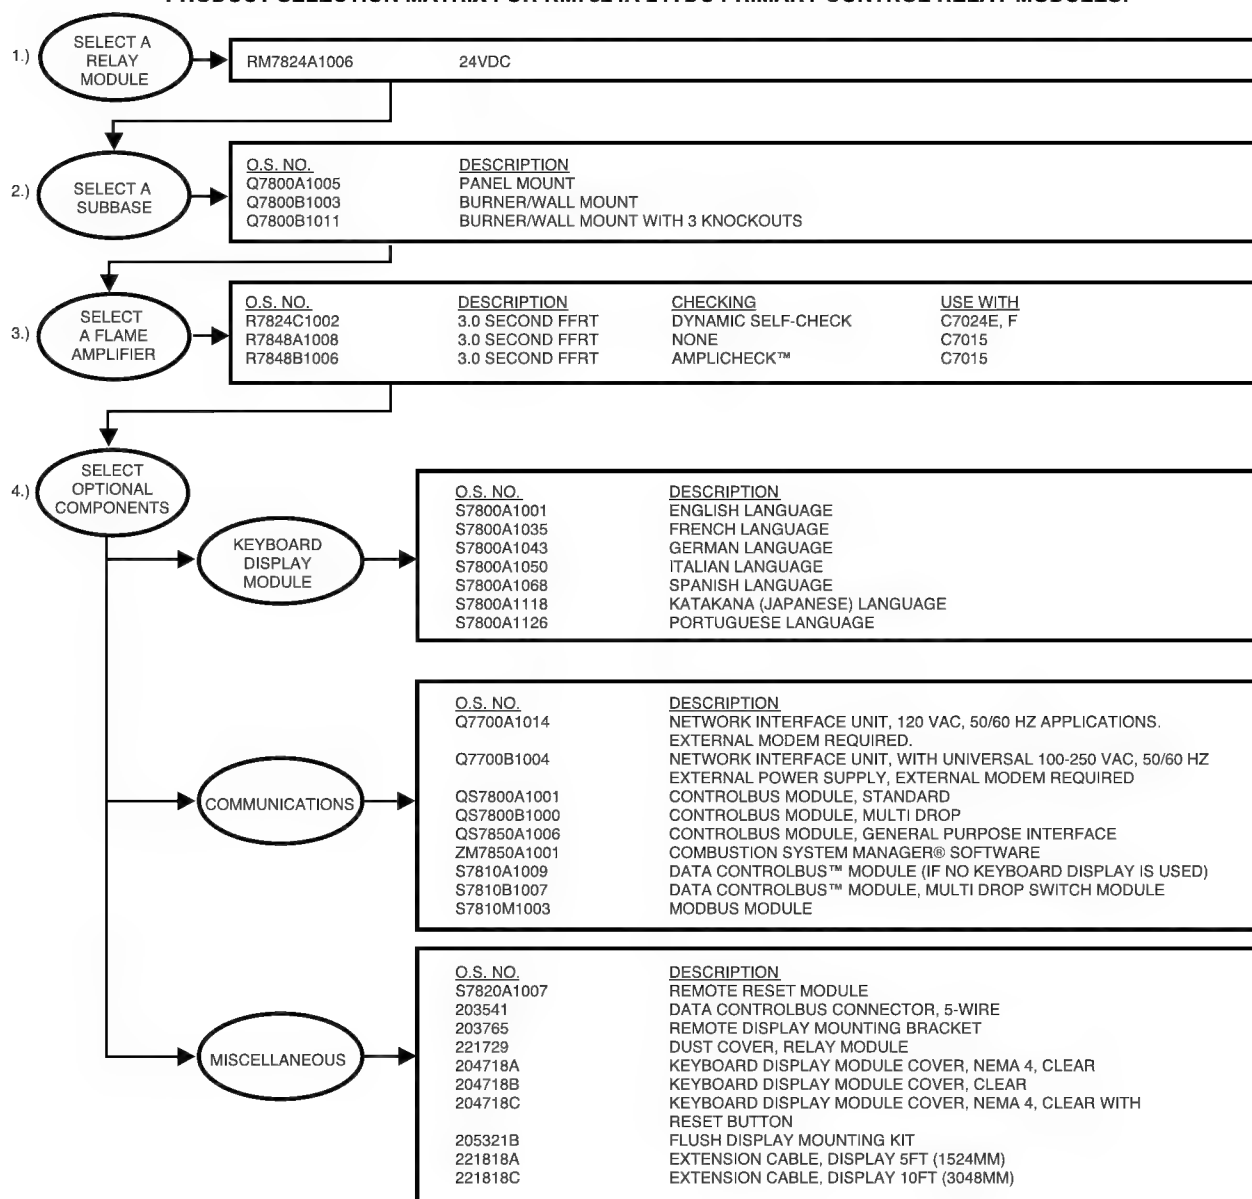 1.) SELECT A RELAY MODULE
RM7824A1006 24VDC
2.) SELECT A SUBBASE
O.S. NO. DESCRIPTION
Q7800A1005 PANEL MOUNT
Q7800B1003 BURNER/WALL MOUNT
Q7800B1011 BURNER/WALL MOUNT WITH 3 KNOCKOUTS
3.) SELECT A FLAME AMPLIFIER
O.S. NO. DESCRIPTION CHECKING USE WITH
R7824C1002 3.0 SECOND FFRT DYNAMIC SELF-CHECK C7024E, F
R7848A1008 3.0 SECOND FFRT NONE C7015
R7848B1006 3.0 SECOND FFRT AMPLICHECK™ C7015
4.) SELECT OPTIONAL COMPONENTS
KEYBOARD DISPLAY MODULE
O.S. NO. DESCRIPTION
S7800A1001 ENGLISH LANGUAGE
S7800A1035 FRENCH LANGUAGE
S7800A1043 GERMAN LANGUAGE
S7800A1050 ITALIAN LANGUAGE
S7800A1068 SPANISH LANGUAGE
S7800A1118 KATAKANA (JAPANESE) LANGUAGE
S7800A1126 PORTUGUESE LANGUAGE
COMMUNICATIONS
O.S. NO. DESCRIPTION
Q7700A1014 NETWORK INTERFACE UNIT, 120 VAC, 50/60 HZ APPLICATIONS.
EXTERNAL MODEM REQUIRED.
Q7700B1004 NETWORK INTERFACE UNIT, WITH UNIVERSAL 100-250 VAC, 50/60 HZ
EXTERNAL POWER SUPPLY, EXTERNAL MODEM REQUIRED
QS7800A1001 CONTROLBUS MODULE, STANDARD
QS7800B1000 CONTROLBUS MODULE, MULTI DROP
QS7850A1006 CONTROLBUS MODULE, GENERAL PURPOSE INTERFACE
ZM7850A1001 COMBUSTION SYSTEM MANAGER® SOFTWARE
S7810A1009 DATA CONTROLBUS™ MODULE (IF NO KEYBOARD DISPLAY IS USED)
S7810B1007 DATA CONTROLBUS™ MODULE, MULTI DROP SWITCH MODULE
S7810M1003 MODBUS MODULE
MISCELLANEOUS
O.S. NO. DESCRIPTION
S7820A1007 REMOTE RESET MODULE
203541 DATA CONTROLBUS CONNECTOR, 5-WIRE
203765 REMOTE DISPLAY MOUNTING BRACKET
221729 DUST COVER, RELAY MODULE
204718A KEYBOARD DISPLAY MODULE COVER, NEMA 4, CLEAR
204718B KEYBOARD DISPLAY MODULE COVER, CLEAR
204718C KEYBOARD DISPLAY MODULE COVER, NEMA 4, CLEAR WITH
RESET BUTTON
205321B FLUSH DISPLAY MOUNTING KIT
221818A EXTENSION CABLE, DISPLAY 5FT (1524MM)
221818C EXTENSION CABLE, DISPLAY 10FT (3048MM)